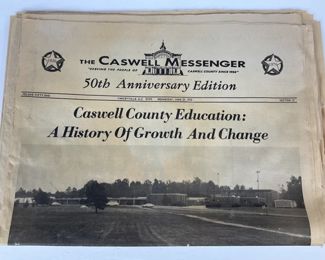 THE CASWELL MESSENGER
"SERVING THE PEOPLE OF CASWELL COUNTY SINCE 1926"
50th Anniversary Edition
Caswell County Education:
A History Of Growth And Change